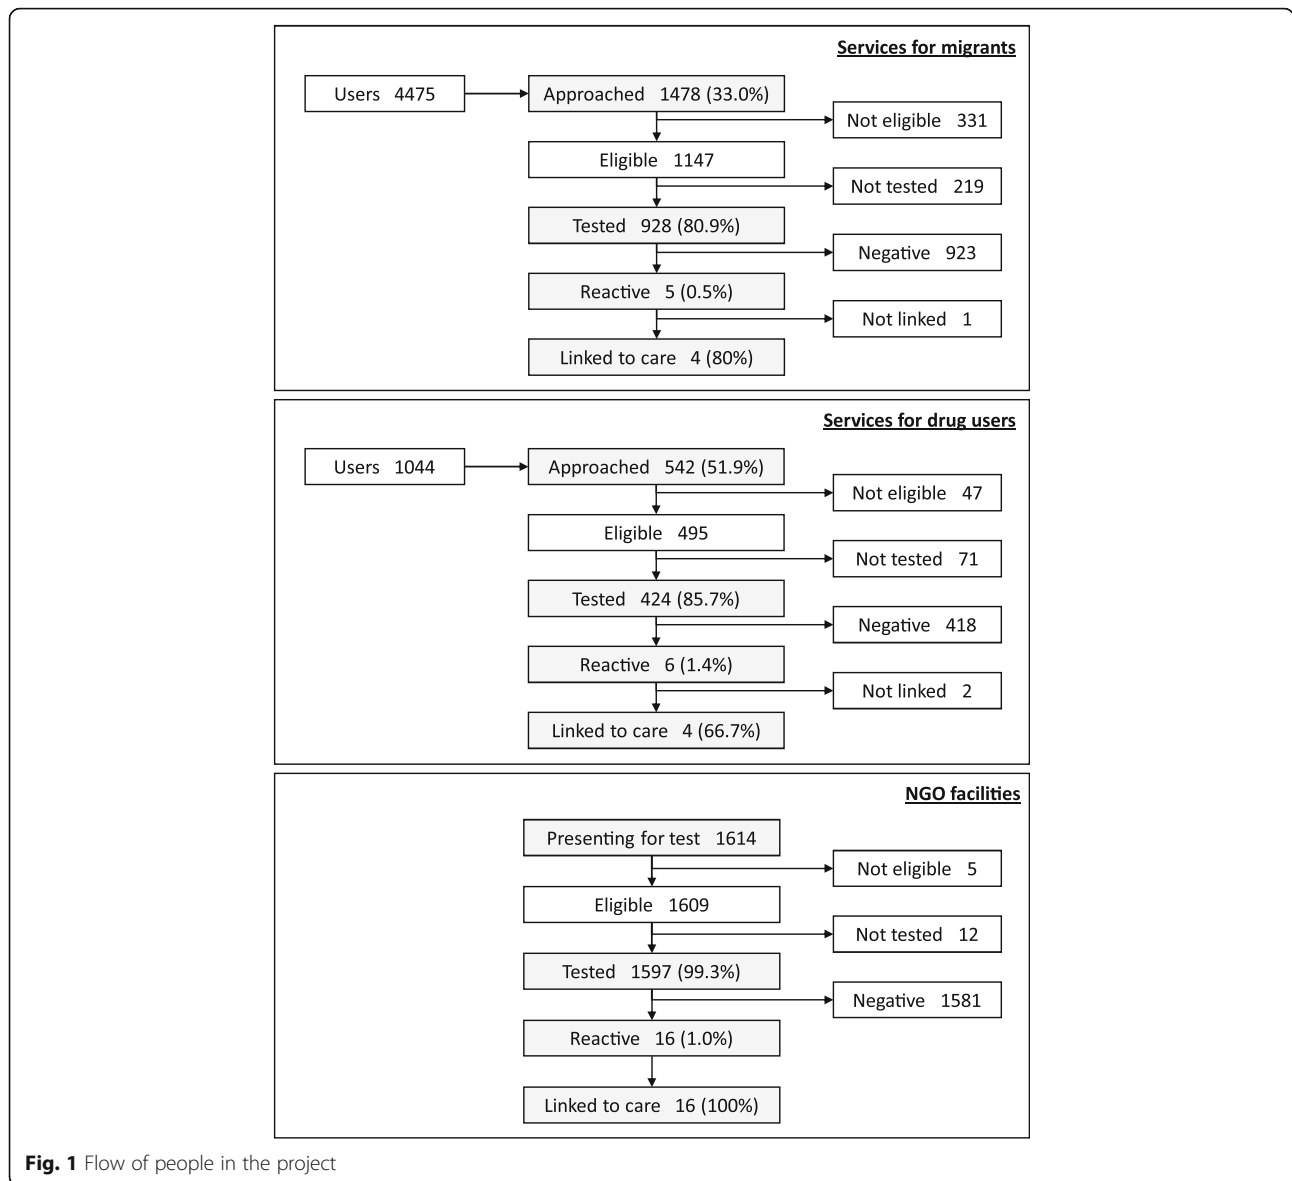 Services for migrants
Users 4475
Approached 1478 (33.0%)
Not eligible 331
Eligible 1147
Not tested 219
Tested 928 (80.9%)
Negative 923
Reactive 5 (0.5%)
Not linked 1
Linked to care 4 (80%)
Services for drug users
Users 1044
Approached 542 (51.9%)
Not eligible 47
Eligible 495
Not tested 71
Tested 424 (85.7%)
Negative 418
Reactive 6 (1.4%)
Not linked 2
Linked to care 4 (66.7%)
NGO facilities
Presenting for test 1614
Not eligible 5
Eligible 1609
Not tested 12
Tested 1597 (99.3%)
Negative 1581
Reactive 16 (1.0%)
Linked to care 16 (100%)
Fig. 1 Flow of people in the project